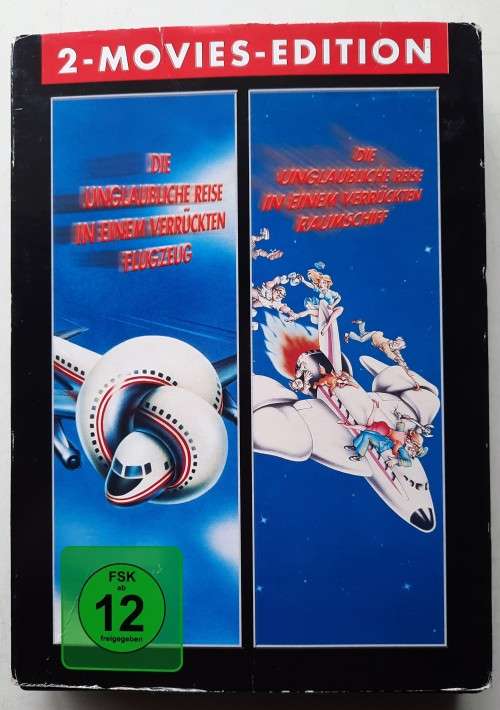 2-MOVIES-EDITION
DIE
UNGLAUBLICHE REISE
IN EINEM VERRÜCKTEN
FLUGZEUG
DIE
UNGLAUBLICHE REISE
IN EINEM VERRÜCKTEN
RAUMSCHIFF
FSK
ab
12
freigegeben